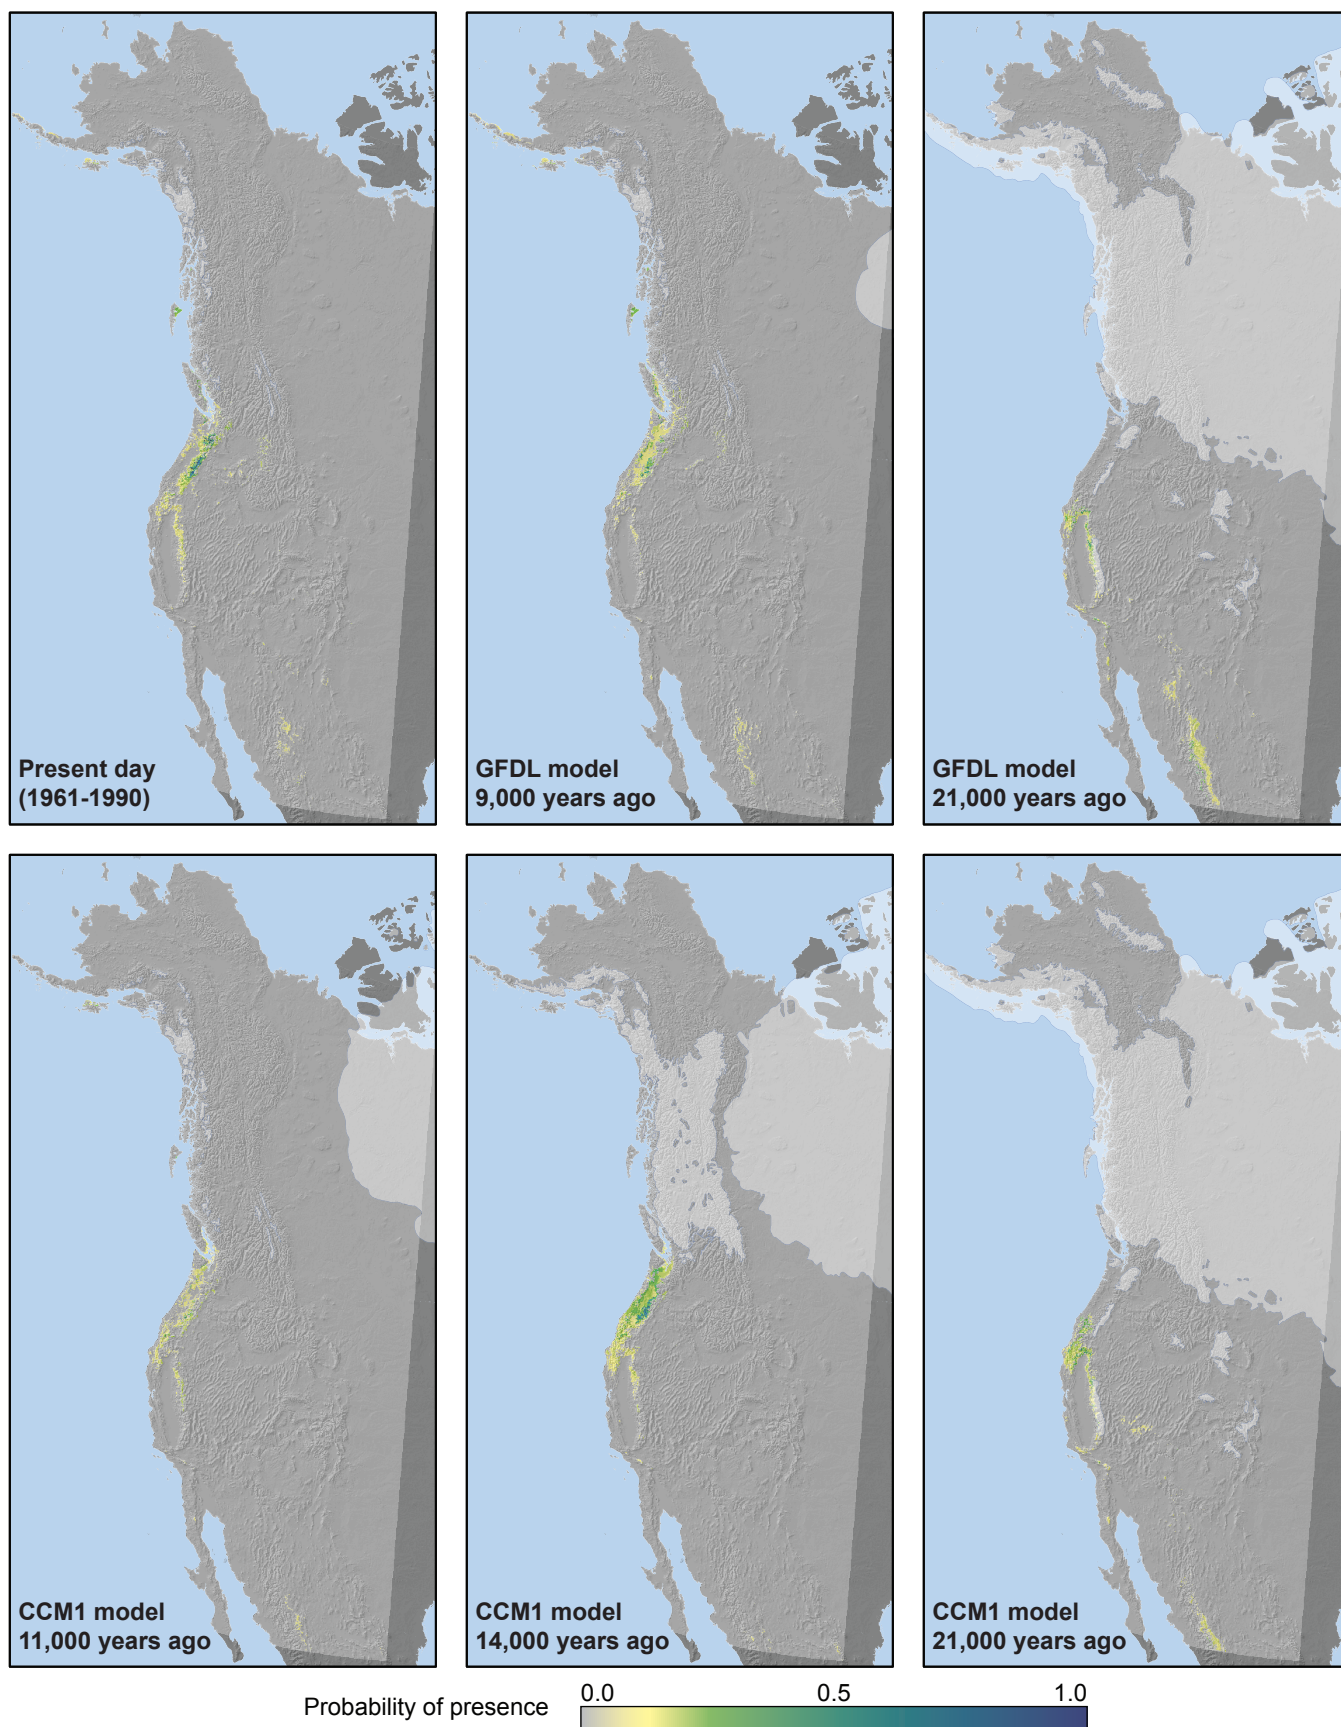 Present day
(1961-1990)
GFDL model
9,000 years ago
GFDL model
21,000 years ago
CCM1 model
11,000 years ago
CCM1 model
14,000 years ago
CCM1 model
21,000 years ago
Probability of presence
0.0 0.5 1.0